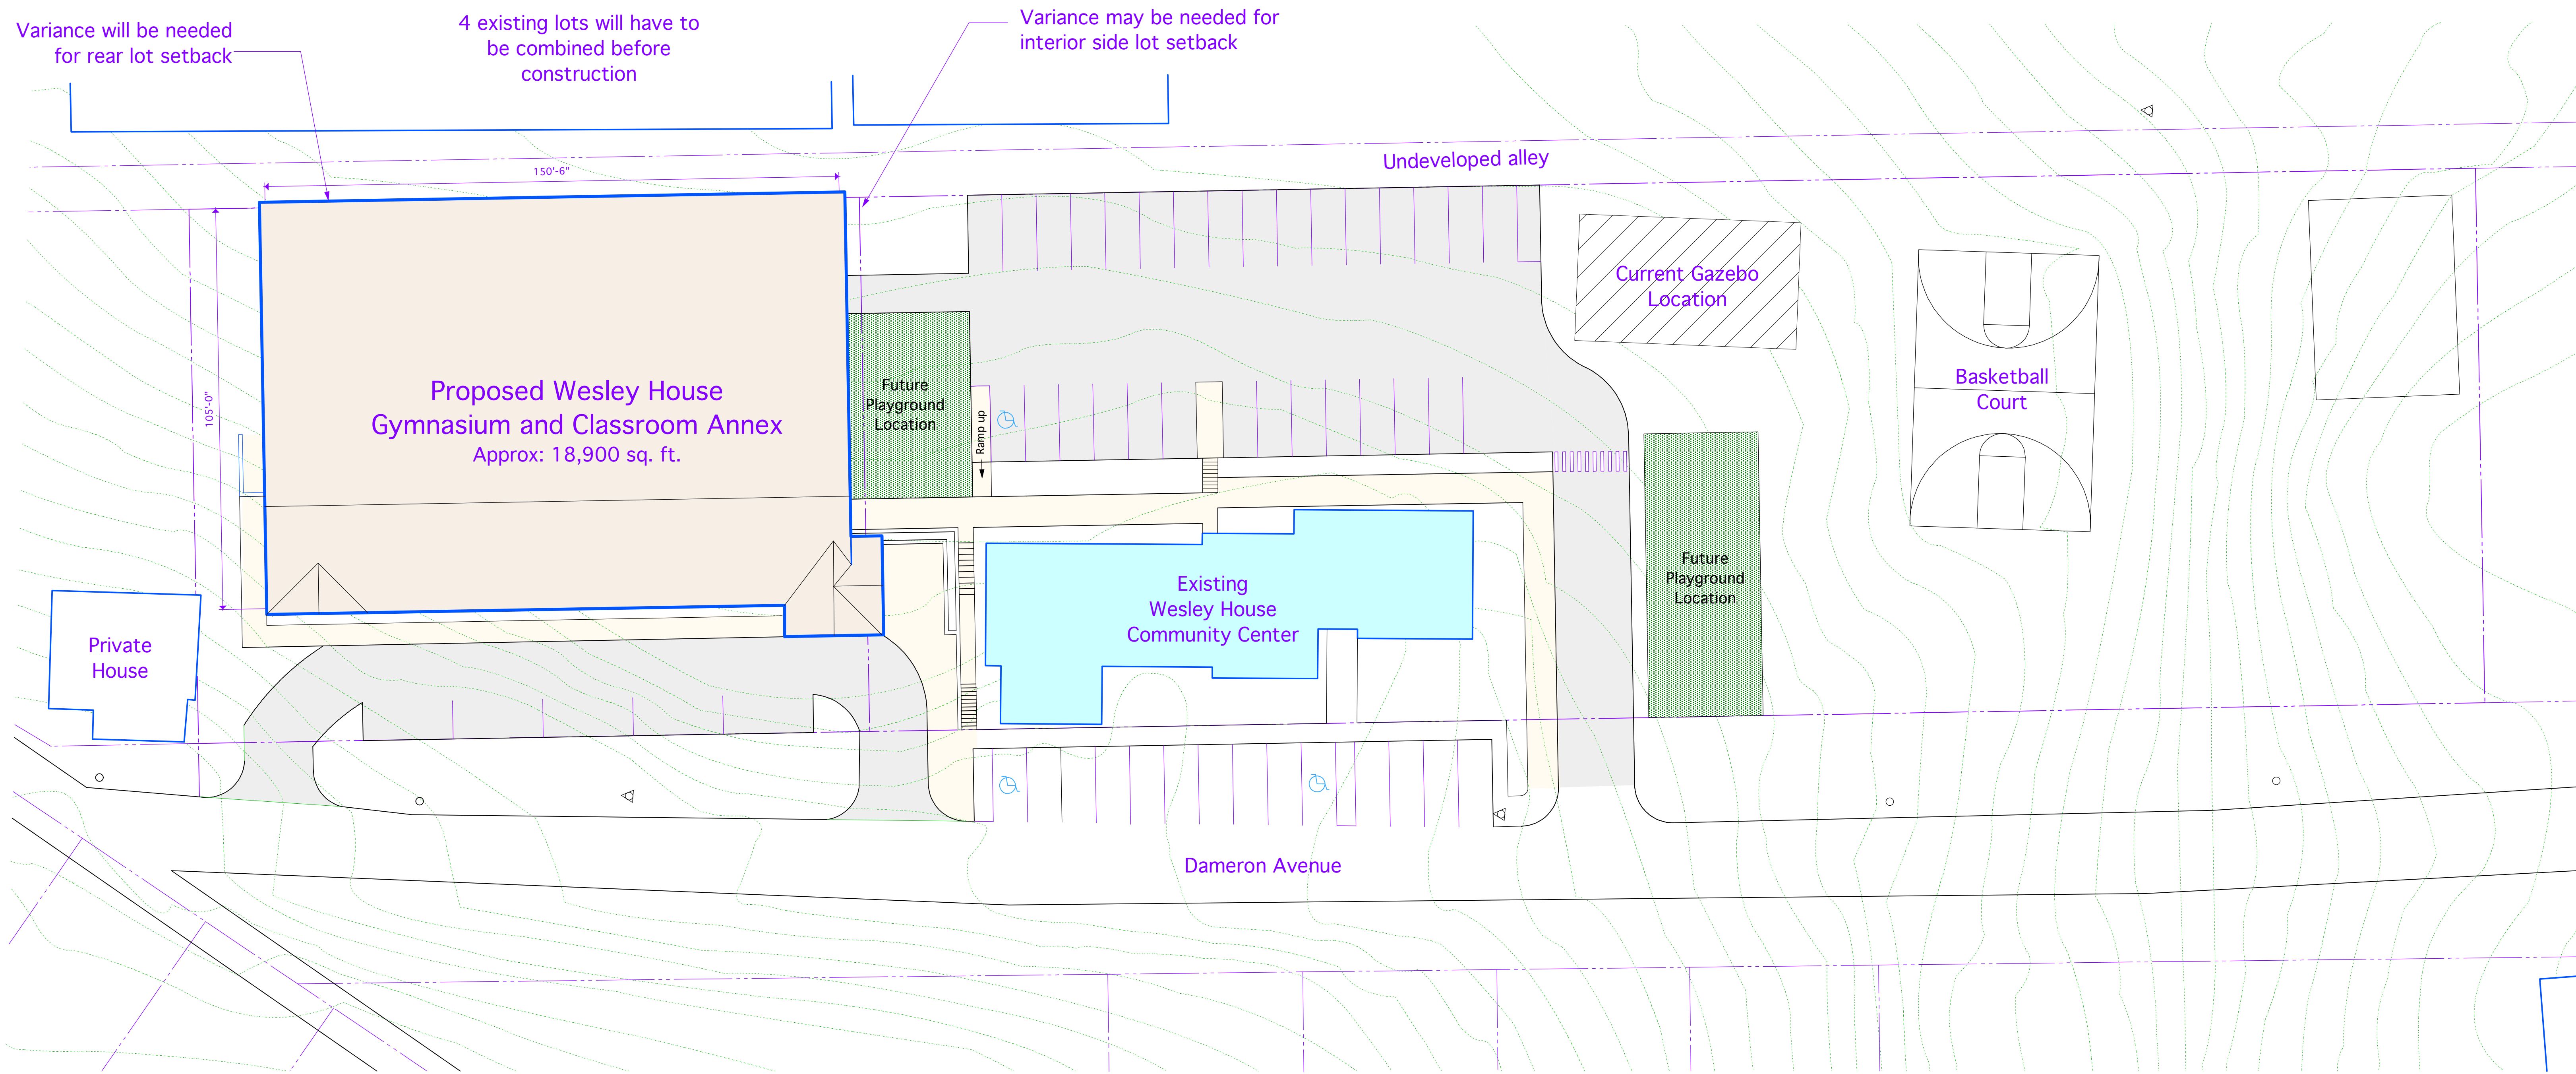 Variance will be needed
for rear lot setback
4 existing lots will have to
be combined before
construction
Variance may be needed for
interior side lot setback
Undeveloped alley
150'-6"
105'-0"
Proposed Wesley House
Gymnasium and Classroom Annex
Approx: 18,900 sq. ft.
Future
Playground
Location
Ramp up
Current Gazebo
Location
Basketball
Court
Existing
Wesley House
Community Center
Future
Playground
Location
Private
House
Dameron Avenue